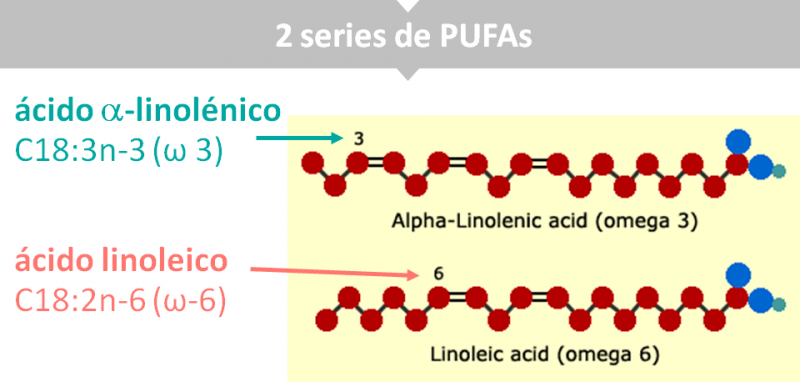 2 series de PUFAs
ácido α-linolénico
C18:3n-3 (ω 3)
3
Alpha-Linolenic acid (omega 3)
ácido linoleico
C18:2n-6 (ω-6)
6
Linoleic acid (omega 6)